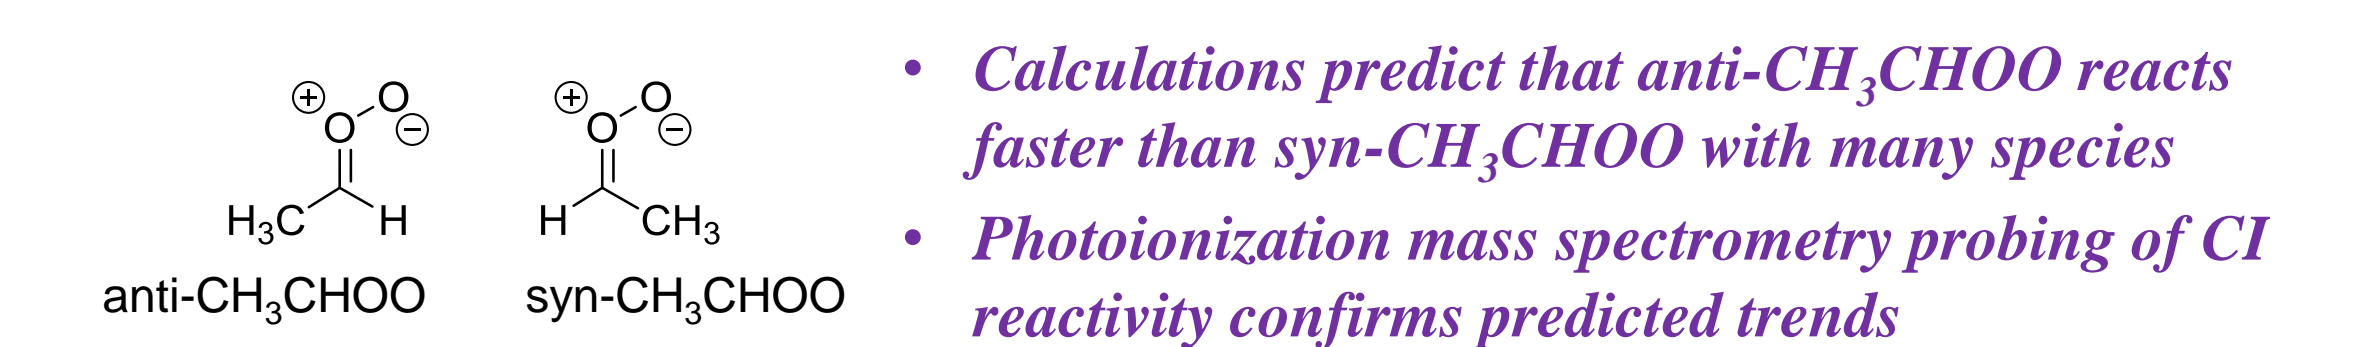 ⊕ O
O ⊖
H₃C H
anti-CH₃CHOO
⊕ O
O ⊖
H CH₃
syn-CH₃CHOO
• Calculations predict that anti-CH₃CHOO reacts
faster than syn-CH₃CHOO with many species
• Photoionization mass spectrometry probing of CI
reactivity confirms predicted trends